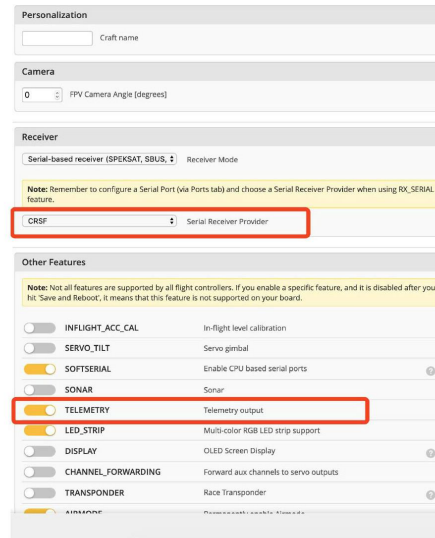 Personalization
Craft name
Camera
0 FPV Camera Angle [degrees]
Receiver
Serial-based receiver (SPEKSAT, SBUS, Receiver Mode
Note: Remember to configure a Serial Port (via Ports tab) and choose a Serial Receiver Provider when using RX_SERIAL
feature.
CRSF Serial Receiver Provider
Other Features
Note: Not all features are supported by all flight controllers. If you enable a specific feature, and it is disabled after you
hit 'Save and Reboot', it means that this feature is not supported on your board.
INFLIGHT_ACC_CAL In-flight level calibration
SERVO_TILT Servo gimbal
SOFTSERIAL Enable CPU based serial ports
SONAR Sonar
TELEMETRY Telemetry output
LED_STRIP Multi-color RGB LED strip support
DISPLAY OLED Screen Display
CHANNEL_FORWARDING Forward aux channels to servo outputs
TRANSPONDER Race Transponder
AIRMODE Permanently enable Airmode